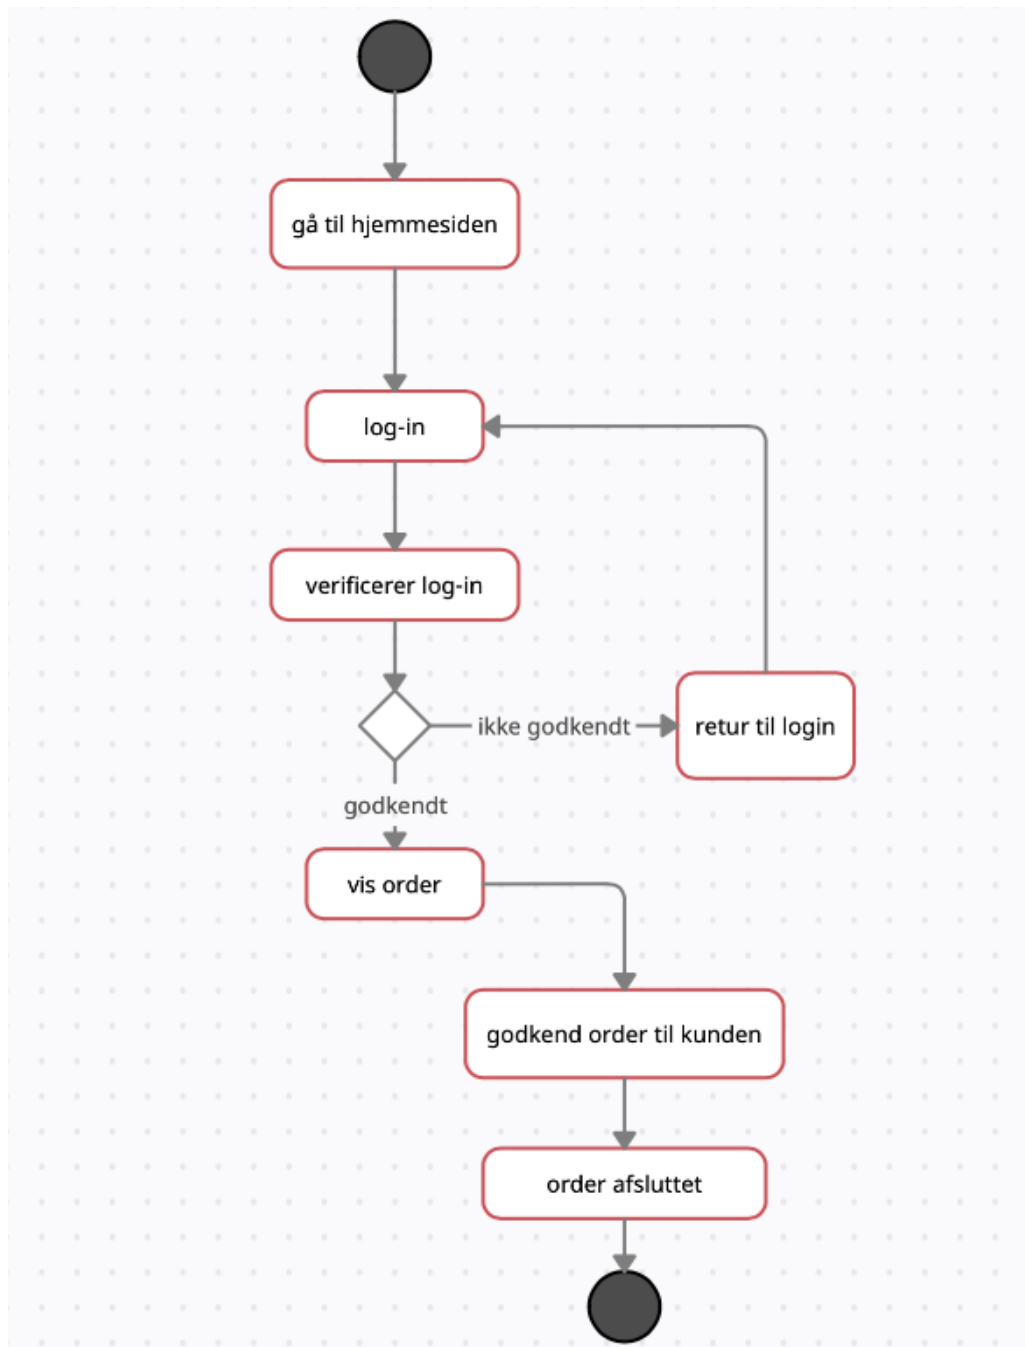 gå til hjemmesiden
log-in
verificerer log-in
ikke godkendt
retur til login
godkendt
vis order
godkend order til kunden
order afsluttet